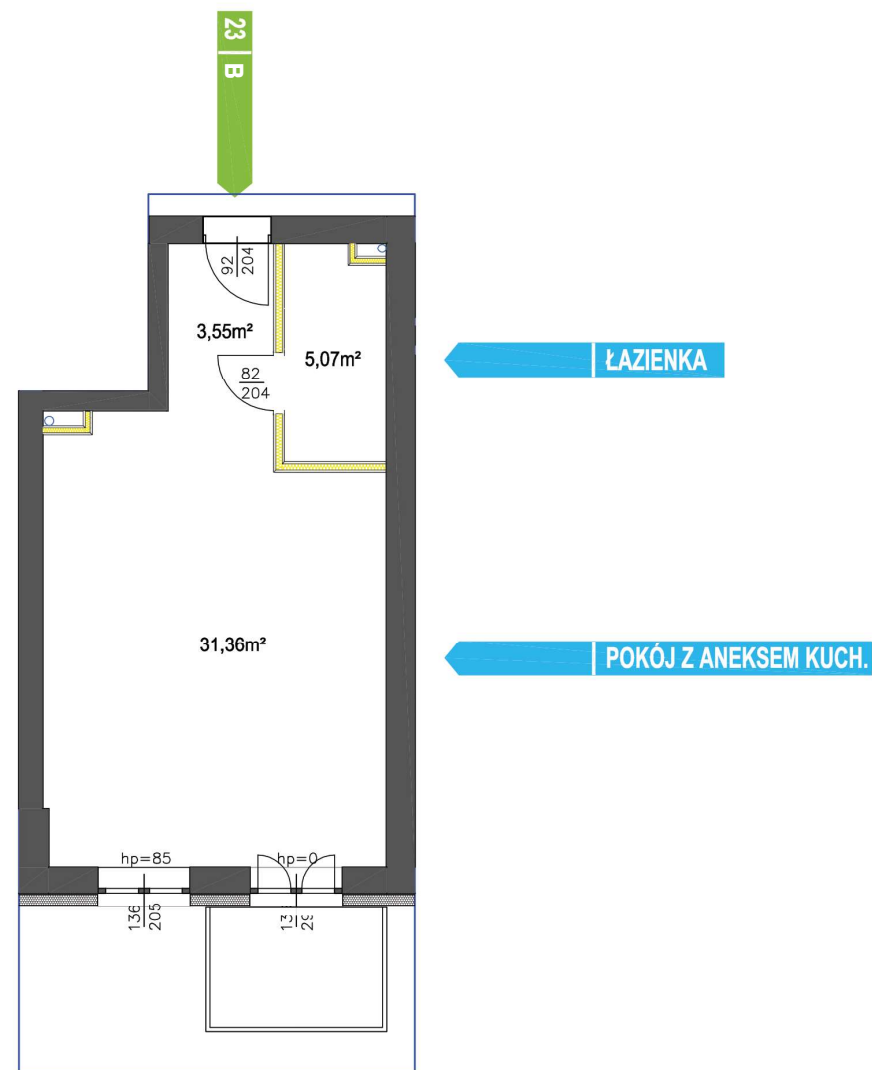 23 B
92
204
3,55m²
5,07m²
ŁAZIENKA
82
204
31,36m²
POKÓJ Z ANEKSEM KUCH.
hp=85
hp=0
136
205